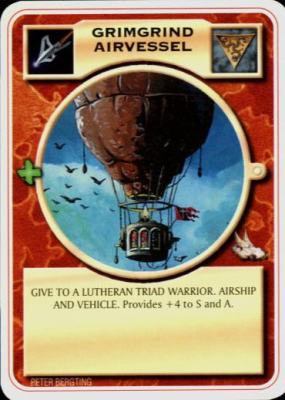 GRIMGRIND
AIRVESSEL
GIVE TO A LUTHERAN TRIAD WARRIOR. AIRSHIP
AND VEHICLE. Provides +4 to S and A.
PETER BERGTING